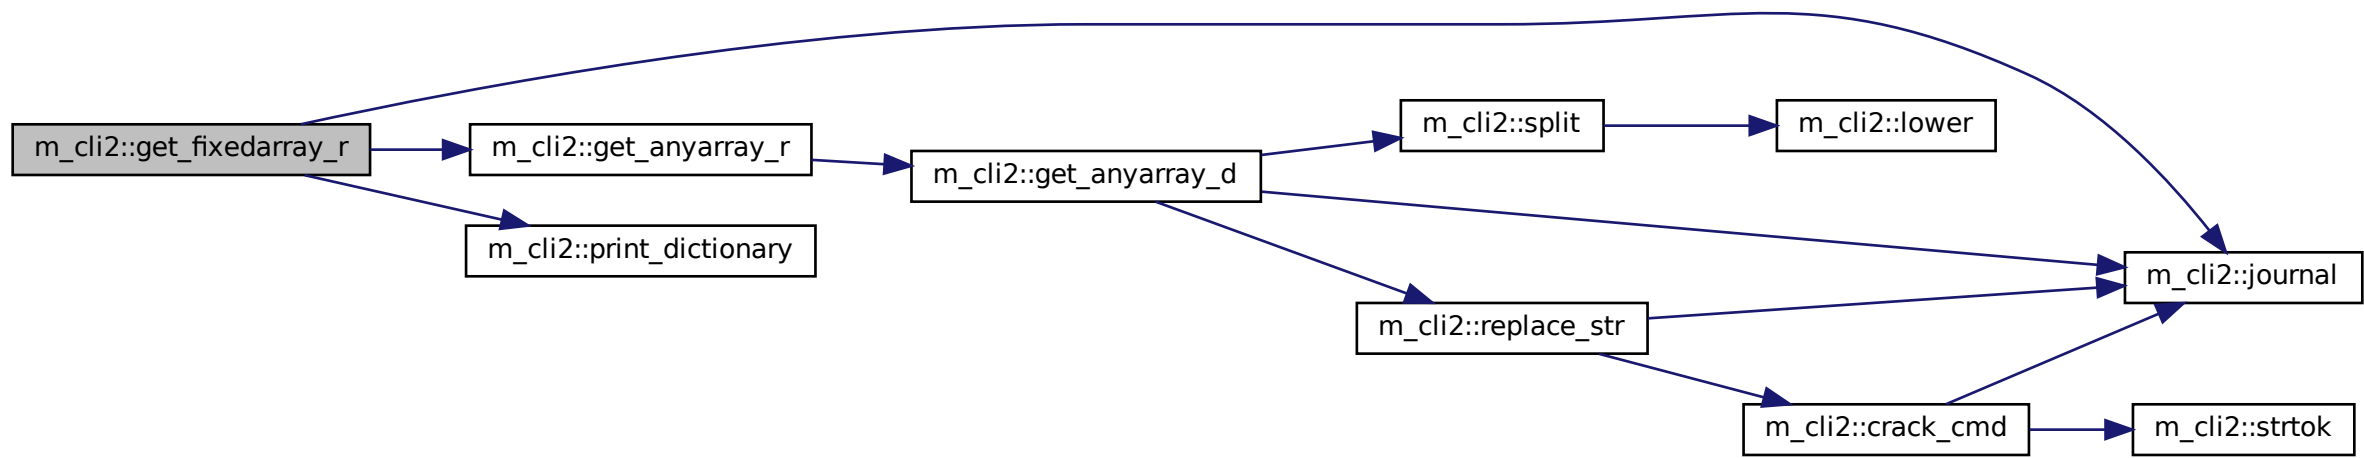 m_cli2::get_fixedarray_r
m_cli2::get_anyarray_r
m_cli2::print_dictionary
m_cli2::get_anyarray_d
m_cli2::split
m_cli2::lower
m_cli2::journal
m_cli2::replace_str
m_cli2::crack_cmd
m_cli2::strtok